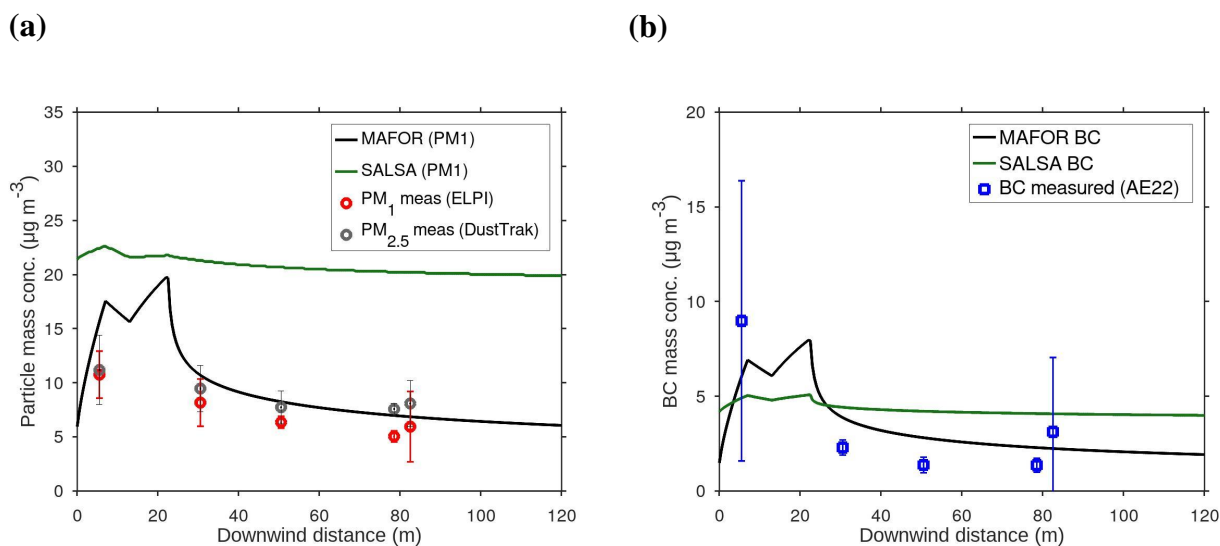 (a)
(b)
Particle mass conc. (µg m-3)
35
30
25
20
15
10
5
0
0 20 40 60 80 100 120
Downwind distance (m)
MAFOR (PM1)
SALSA (PM1)
PM1 meas (ELPI)
PM2.5 meas (DustTrak)
BC mass conc. (µg m-3)
20
15
10
5
0
0 20 40 60 80 100 120
Downwind distance (m)
MAFOR BC
SALSA BC
BC measured (AE22)